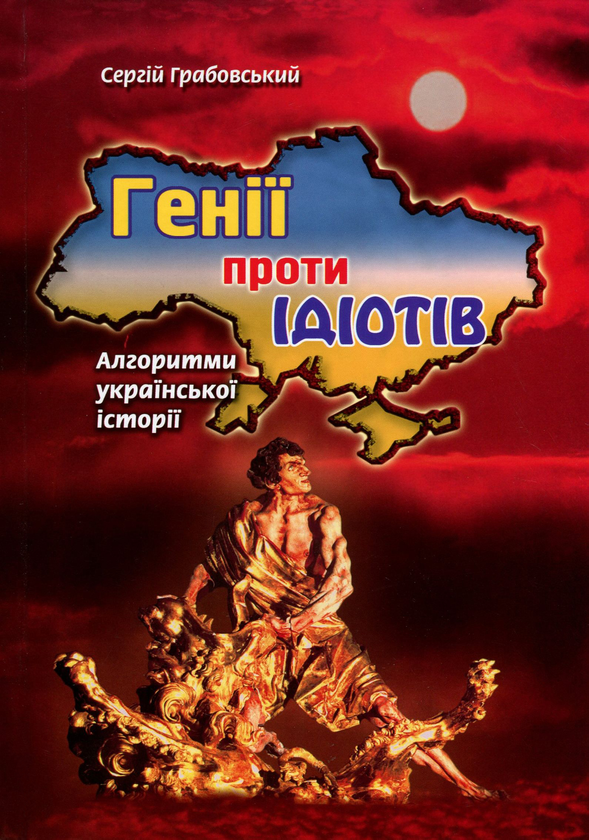 Сергій Грабовський
Генії
проти
ІДІОТІВ
Алгоритми
української
історії